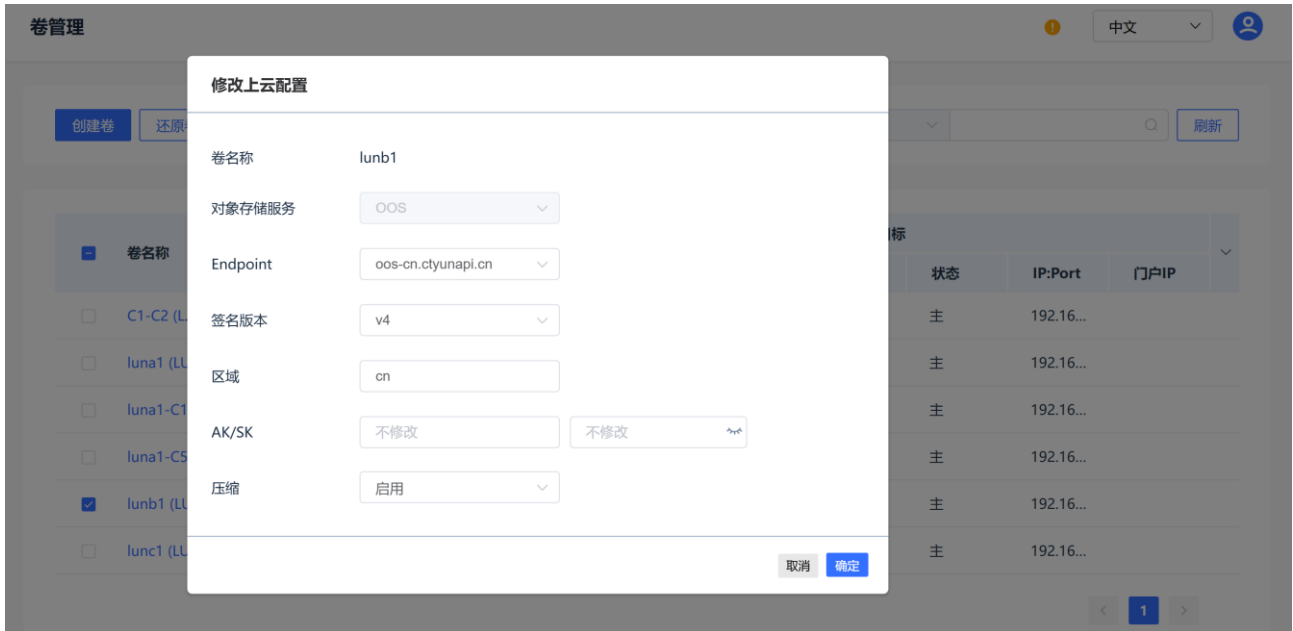 卷管理
中文
修改上云配置
创建卷
刷新
卷名称
lunb1
对象存储服务
OOS
Endpoint
oos-cn.ctyunapi.cn
签名版本
v4
区域
cn
AK/SK
不修改
不修改
压缩
启用
取消
确定
卷名称
状态
IP:Port
门户IP
C1-C2 (L.
主
192.16...
luna1 (LU
主
192.16...
luna1-C1
主
192.16...
luna1-C5
主
192.16...
lunb1 (LU
主
192.16...
lunc1 (LU
主
192.16...
1